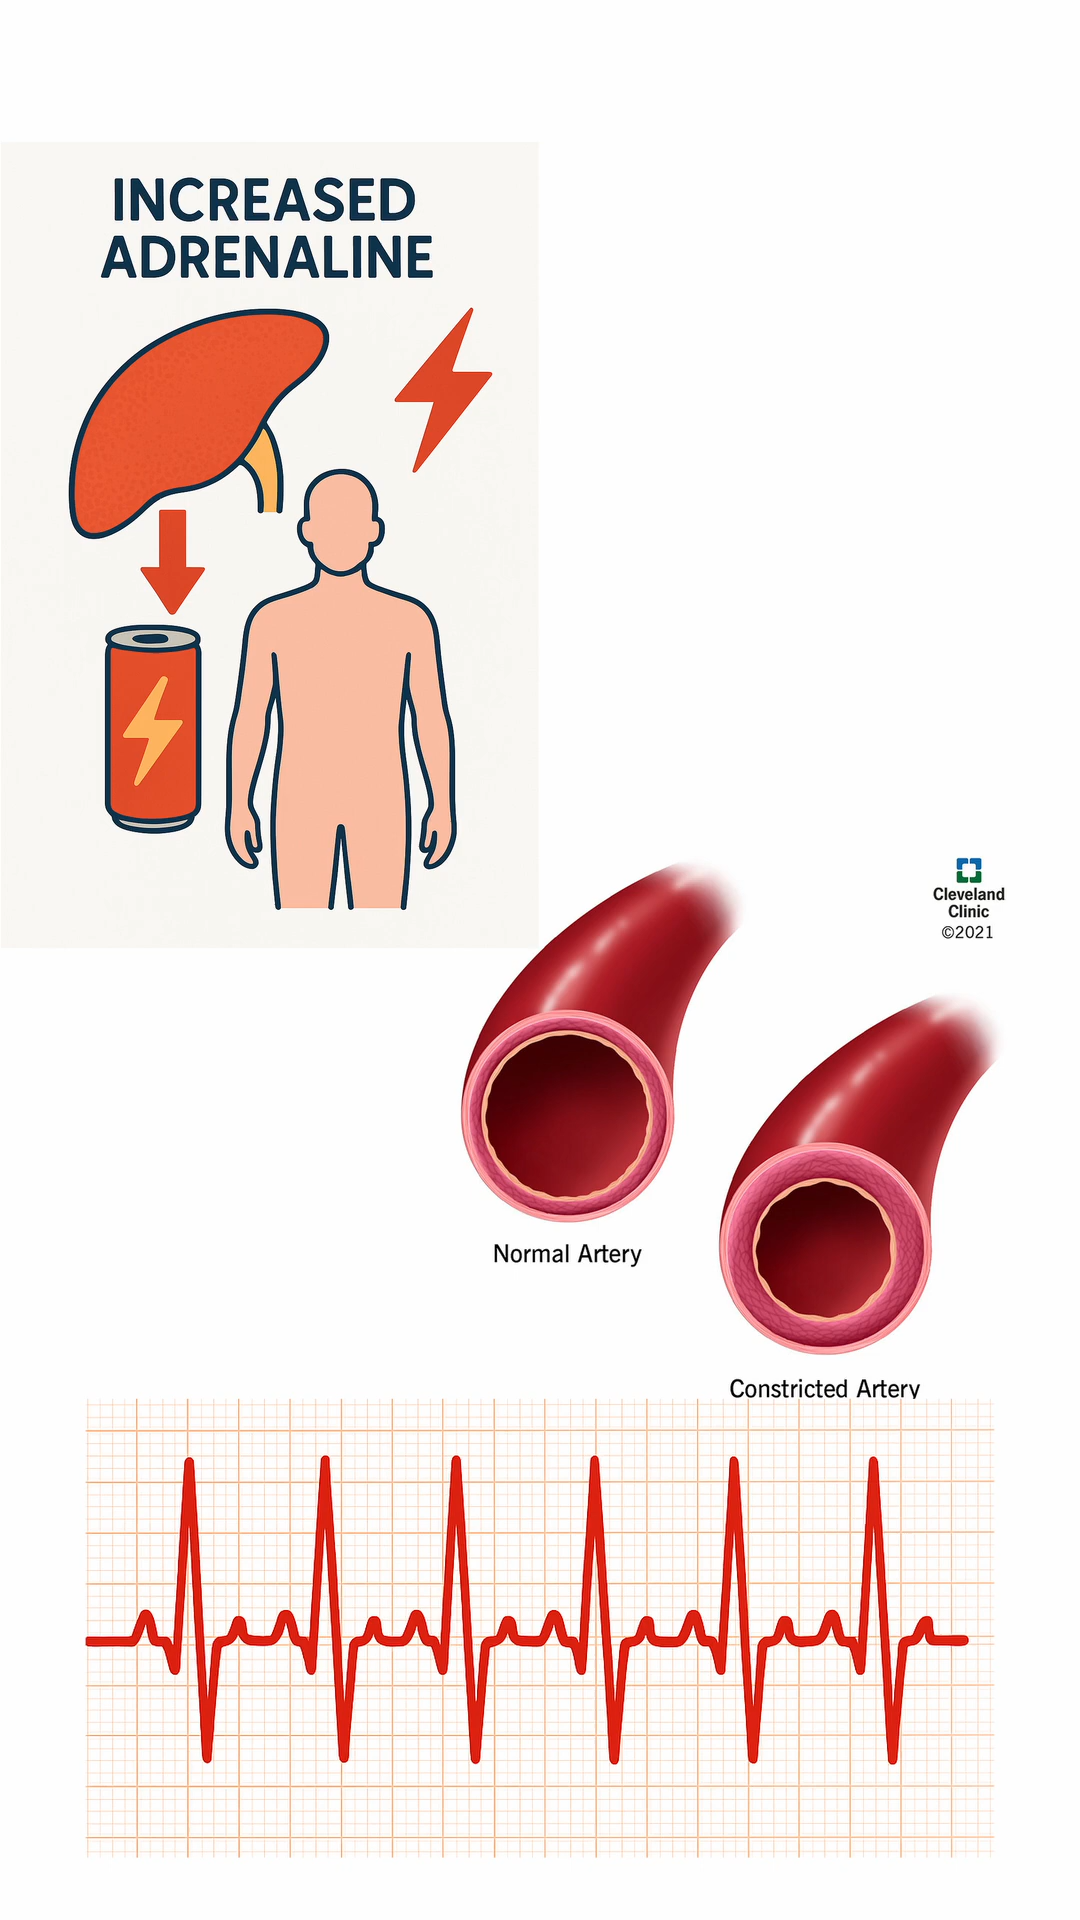 INCREASED
ADRENALINE
Cleveland
Clinic
©2021
Normal Artery
Constricted Artery